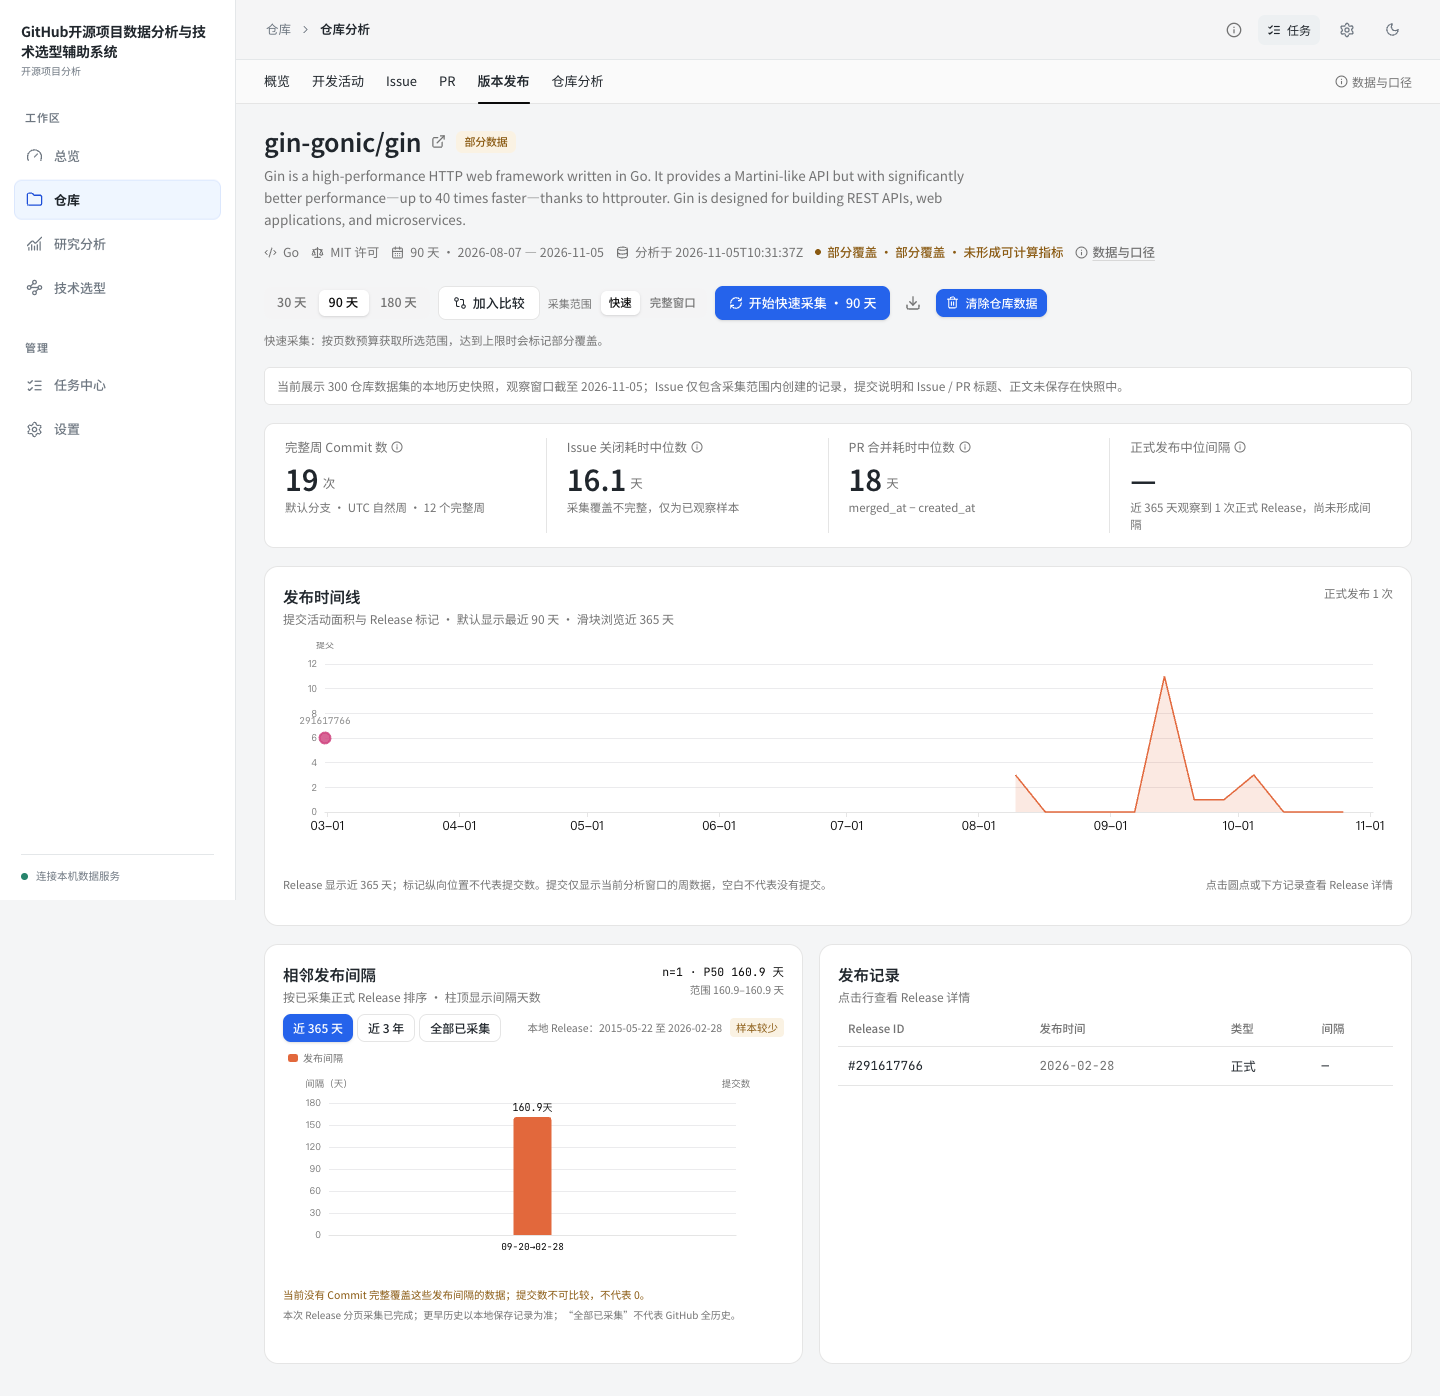 GitHub开源项目数据分析与技
术选型辅助系统
开源项目分析
工作区
总览
仓库
研究分析
技术选型
管理
任务中心
设置
连接本机数据服务
仓库 > 仓库分析
任务
概览 开发活动 Issue PR 版本发布 仓库分析
数据与口径
gin-gonic/gin 部分数据
Gin is a high-performance HTTP web framework written in Go. It provides a Martini-like API but with significantly
better performance—up to 40 times faster—thanks to httprouter. Gin is designed for building REST APIs, web
applications, and microservices.
Go MIT 许可 90 天 · 2026-08-07 — 2026-11-05 分析于 2026-11-05T10:31:37Z 部分覆盖 · 部分覆盖 · 未形成可计算指标 数据与口径
30 天 90 天 180 天 加入比较 采集范围 快速 完整窗口 开始快速采集 · 90 天 清除仓库数据
快速采集：按页数预算获取所选范围，达到上限时会标记部分覆盖。
当前展示 300 仓库数据集的本地历史快照，观察窗口截至 2026-11-05；Issue 仅包含采集范围内创建的记录，提交说明和 Issue / PR 标题、正文未保存在快照中。
完整周 Commit 数
19 次
默认分支 · UTC 自然周 · 12 个完整周
Issue 关闭耗时中位数
16.1 天
采集覆盖不完整，仅为已观察样本
PR 合并耗时中位数
18 天
merged_at − created_at
正式发布中位间隔
—
近 365 天观察到 1 次正式 Release，尚未形成间
隔
发布时间线
正式发布 1 次
提交活动面积与 Release 标记 · 默认显示最近 90 天 · 滑块浏览近 365 天
提交
12
10
8
291617766
6
4
2
0
03-01 04-01 05-01 06-01 07-01 08-01 09-01 10-01 11-01
Release 显示近 365 天；标记纵向位置不代表提交数。提交仅显示当前分析窗口的周数据，空白不代表没有提交。
点击圆点或下方记录查看 Release 详情
相邻发布间隔
n=1 · P50 160.9 天
按已采集正式 Release 排序 · 柱顶显示间隔天数
范围 160.9–160.9 天
近 365 天 近 3 年 全部已采集
本地 Release：2015-05-22 至 2026-02-28 样本较少
发布间隔
间隔（天） 提交数
180
160.9天
150
120
90
60
30
0
09-20→02-28
当前没有 Commit 完整覆盖这些发布间隔的数据；提交数不可比较，不代表 0。
本次 Release 分页采集已完成；更早历史以本地保存记录为准；“全部已采集”不代表 GitHub 全历史。
发布记录
点击行查看 Release 详情
Release ID 发布时间 类型 间隔
#291617766 2026-02-28 正式 —